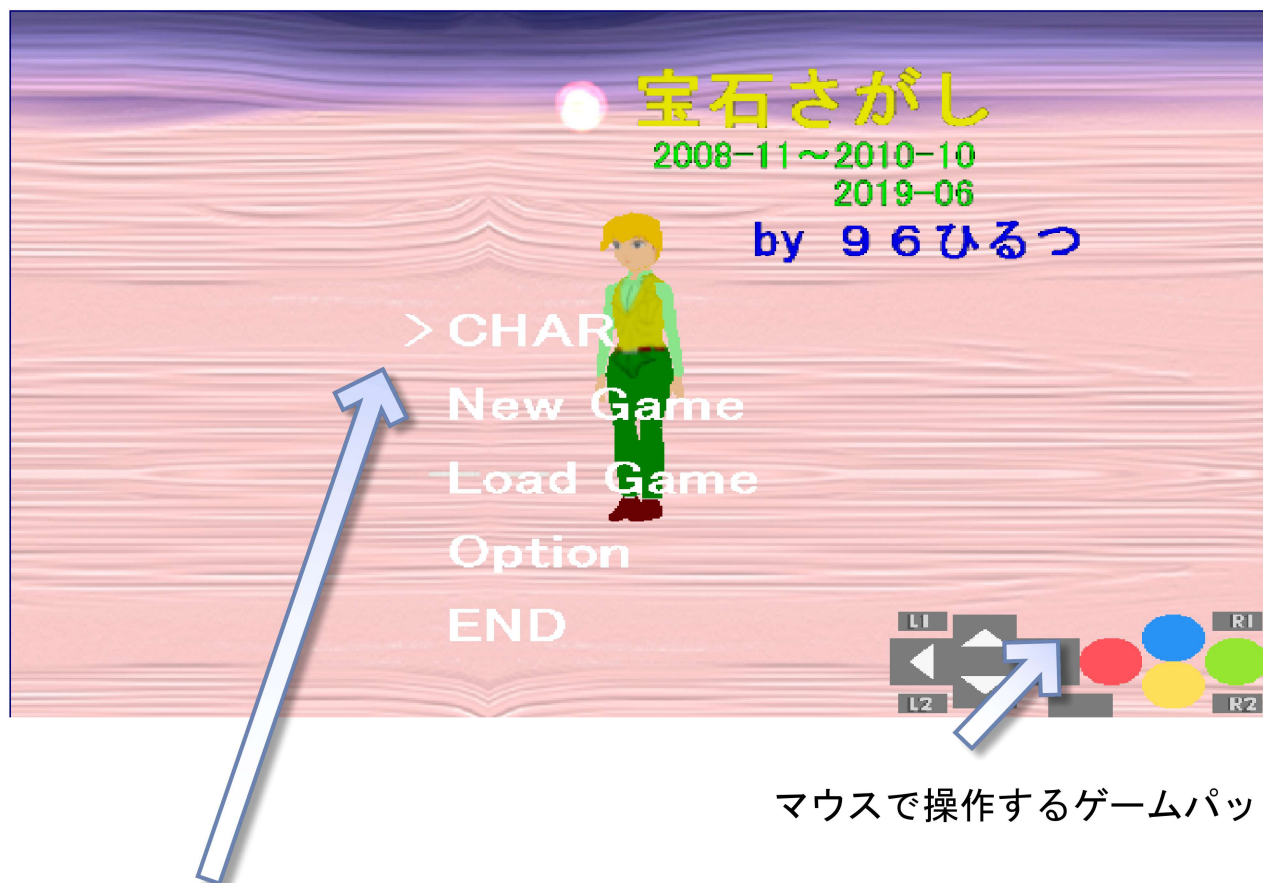 宝石さがし
2008-11～2010-10
2019-06
by ９６ひるつ
＞CHAR
New Game
Load Game
Option
END
L1
R1
L2
R2
マウスで操作するゲームパッ